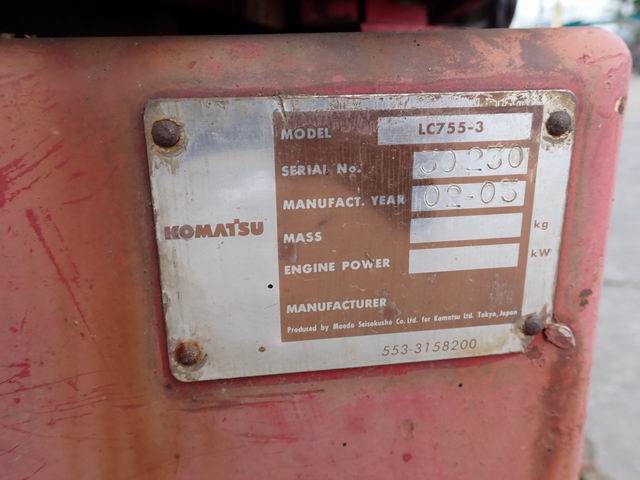 MODEL LC755-3
SERIAL No. 30230
MANUFACT. YEAR 02-03
KOMATSU
MASS kg
ENGINE POWER kW
MANUFACTURER
Produced by Maeda Seisakusho Co. Ltd. for Komatsu Ltd. Tokyo, Japan
553-3158200